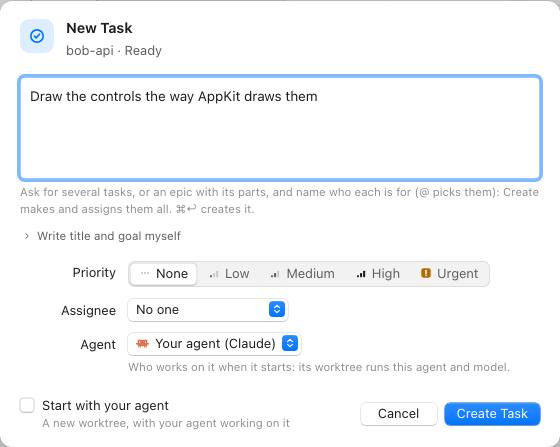 New Task
bob-api · Ready
Draw the controls the way AppKit draws them
Ask for several tasks, or an epic with its parts, and name who each is for (@ picks them): Create
makes and assigns them all. ⌘↩ creates it.
Write title and goal myself
Priority
None
Low
Medium
High
Urgent
Assignee
No one
Agent
Your agent (Claude)
Who works on it when it starts: its worktree runs this agent and model.
Start with your agent
A new worktree, with your agent working on it
Cancel
Create Task